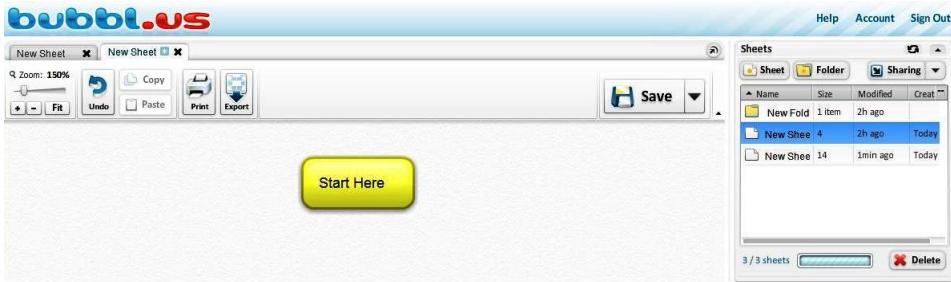 bubbl.us
Help Account Sign Out
New Sheet New Sheet
Zoom: 150%
+ - Fit
Undo
Copy
Paste
Print
Export
Save
Start Here
Sheets
Sheet Folder Sharing
Name Size Modified Creat
New Fold 1 item 2h ago
New Shee 4 2h ago Today
New Shee 14 1min ago Today
3 / 3 sheets Delete